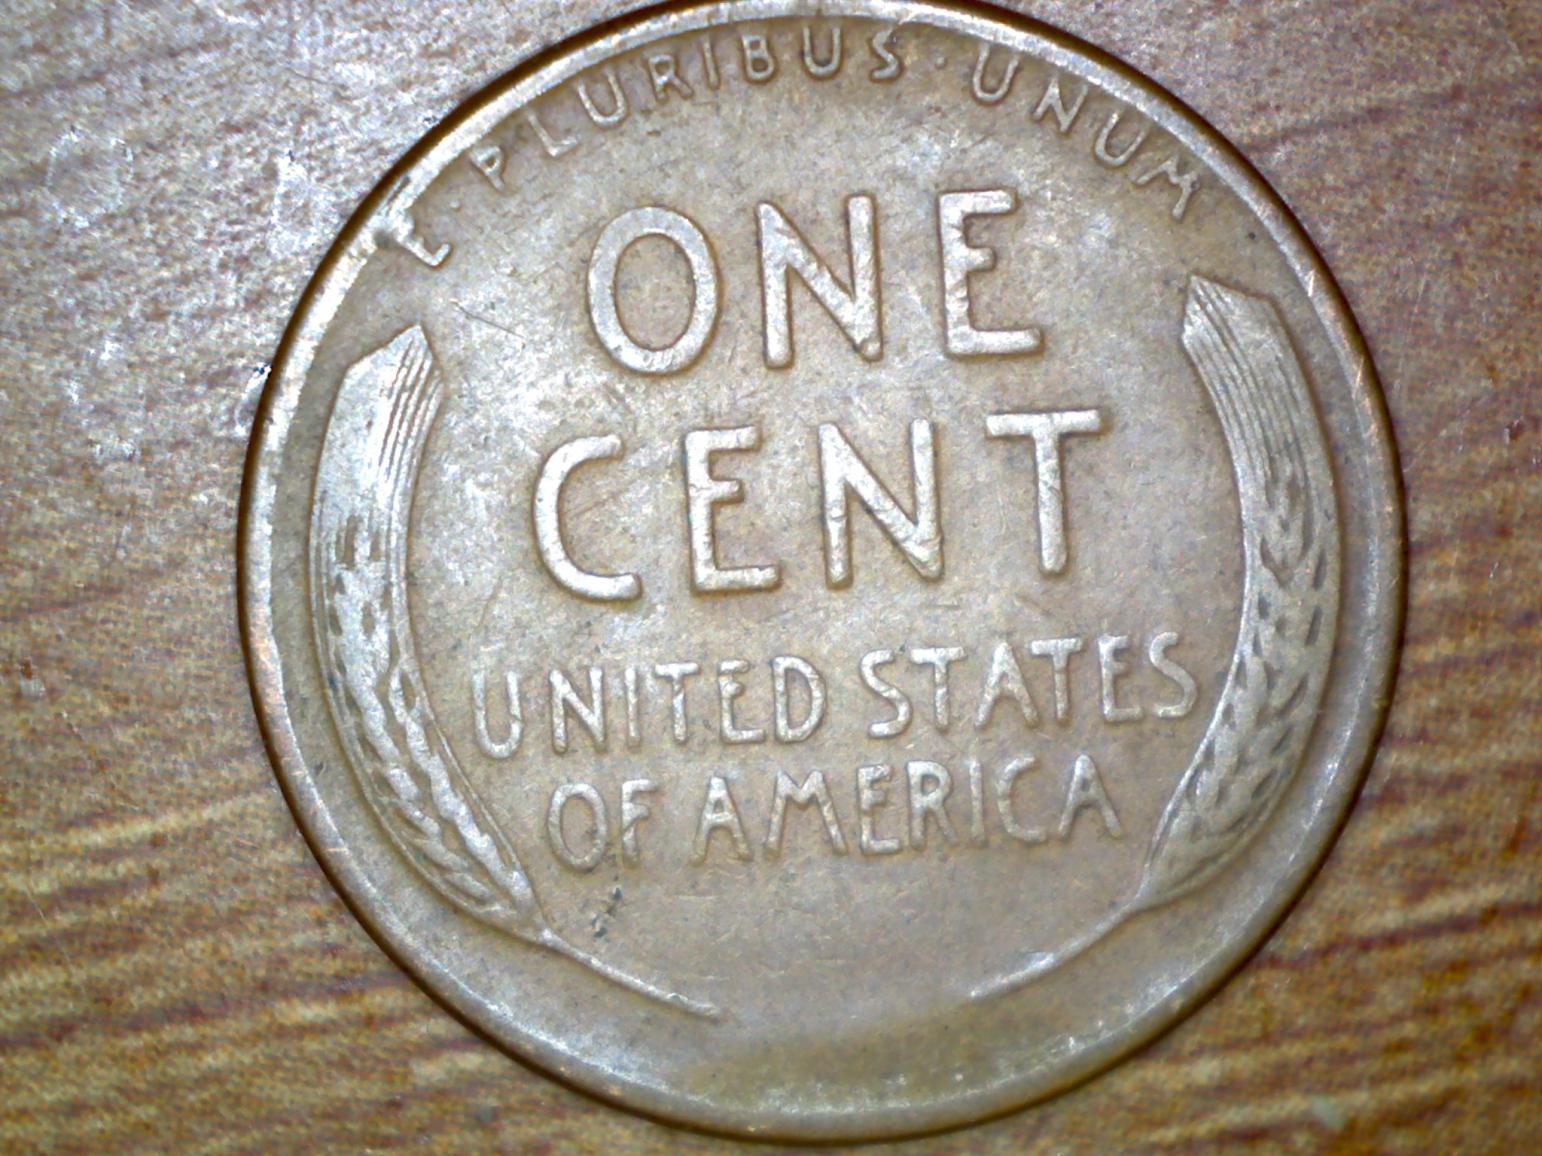 E PLURIBUS · UNUM
ONE
CENT
UNITED STATES
OF AMERICA